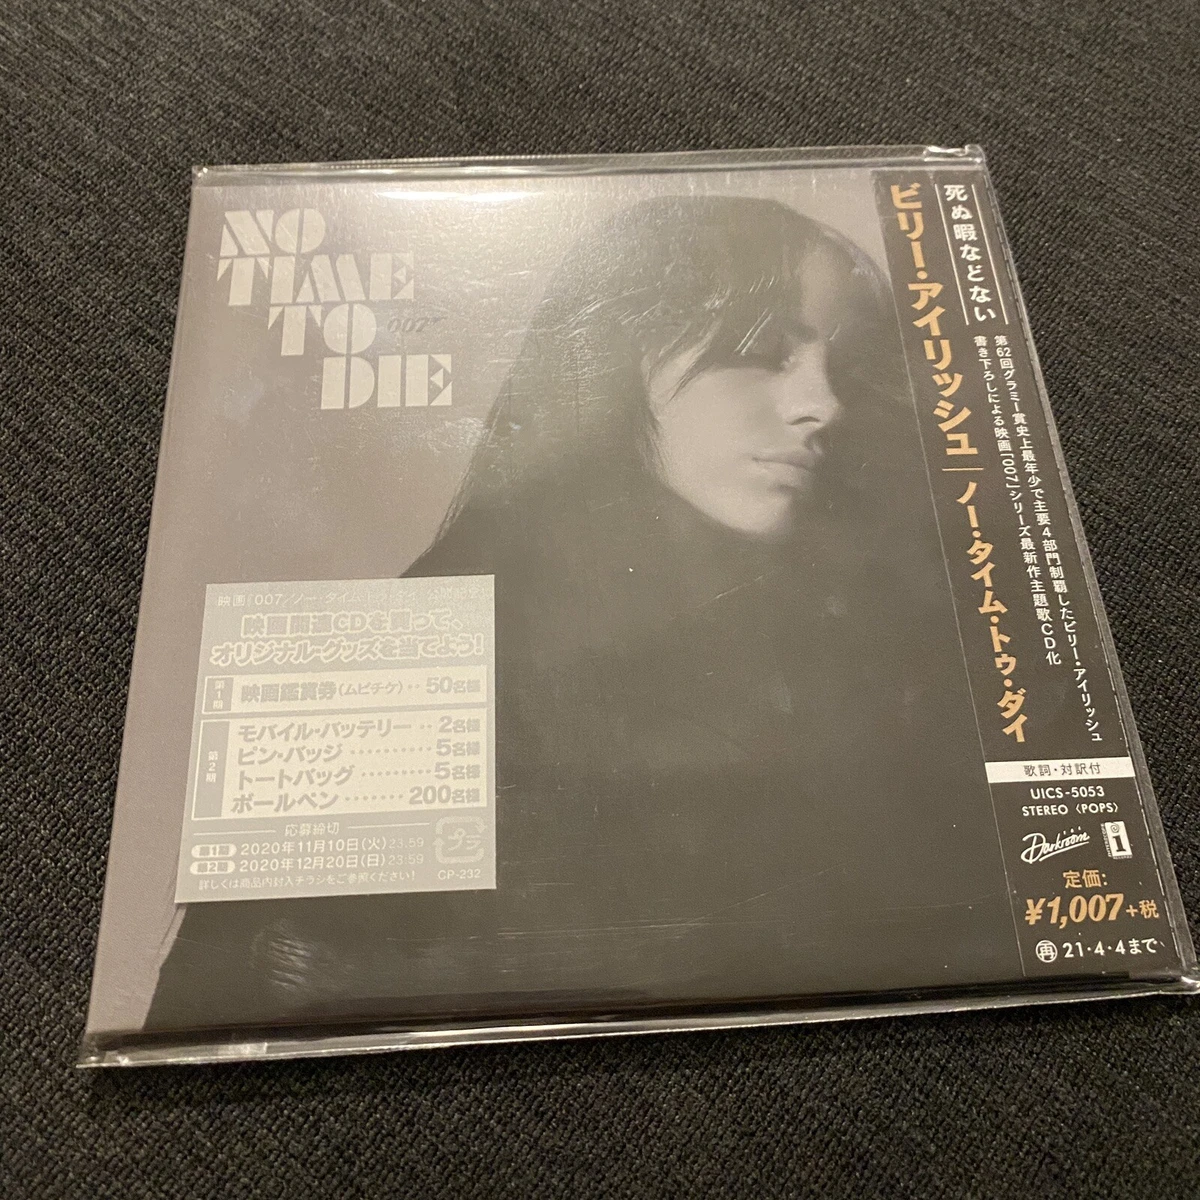 NO
TIME
TO
DIE
007
映画『007/ノー・タイム
映画関連CDを買って、
オリジナル・グッズを当てよう!
第1期
映画鑑賞券(ムビチケ)‥50名様
第2期
モバイル・バッテリー‥2名様
ピン・バッジ‥‥‥‥‥5名様
トートバッグ‥‥‥‥‥5名様
ボールペン‥‥‥‥200名様
応募締切
第1期 2020年11月10日(火)23:59
第2期 2020年12月20日(日)23:59
詳しくは商品内封入チラシをご参照ください!
プラ
CP-232
死ぬ暇などない
ビリー・アイリッシュ|ノー・タイム・トゥ・ダイ
第62回グラミー賞史上最年少で主要4部門制覇したビリー・アイリッシュ
書き下ろしによる映画「007」シリーズ最新作主題歌CD化
歌詞・対訳付
UICS-5053
STEREO〈POPS〉
Darkroom
定価:
¥1,007+税
再 21・4・4まで